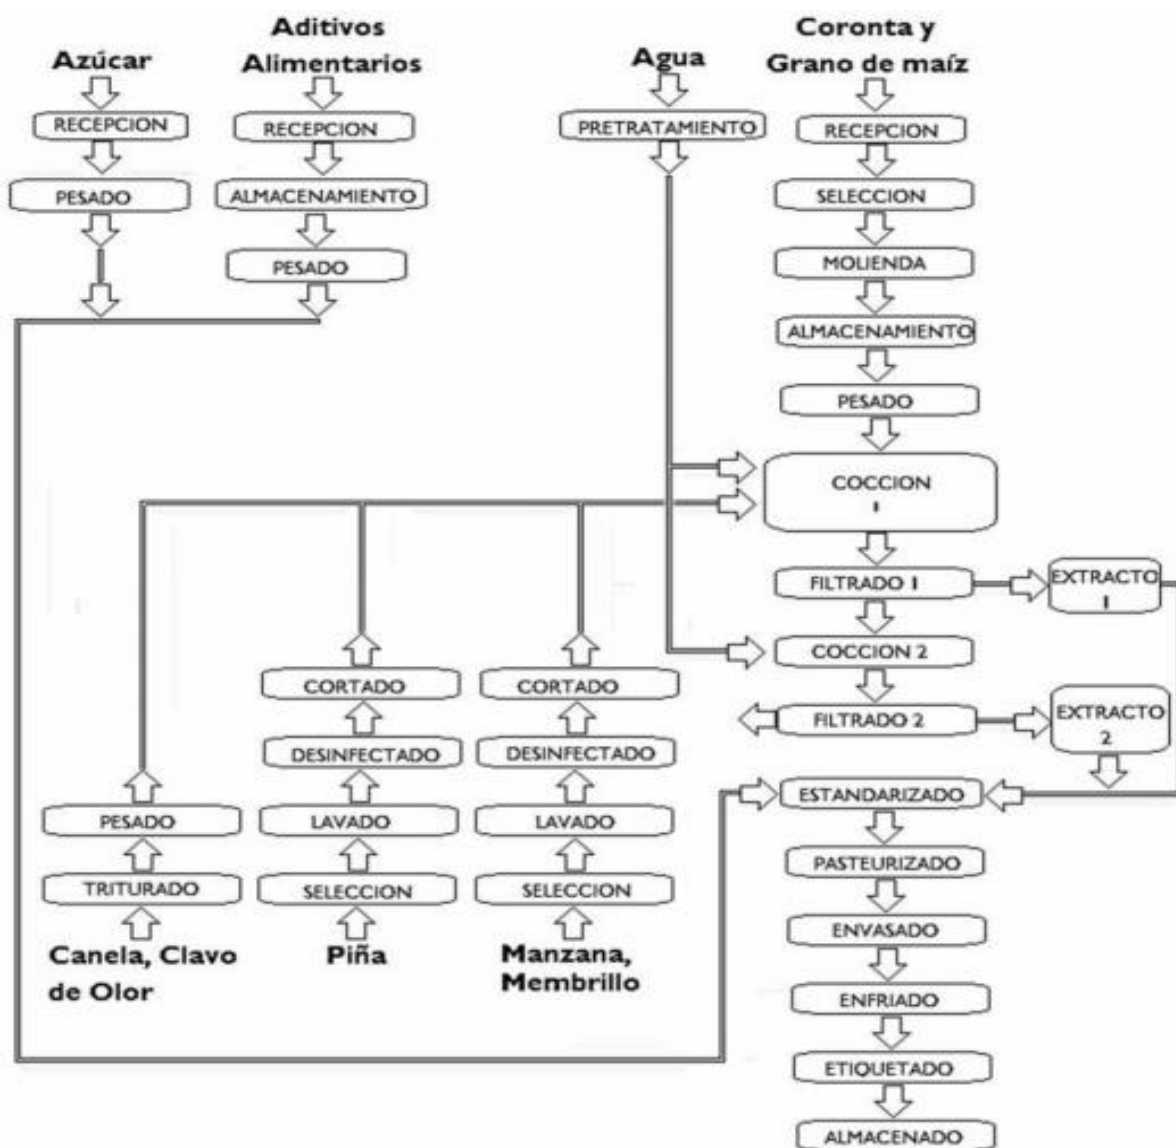 Azúcar
RECEPCION
PESADO
Aditivos
Alimentarios
RECEPCION
ALMACENAMIENTO
PESADO
Agua
PRETRATAMIENTO
Coronta y
Grano de maíz
RECEPCION
SELECCION
MOLIENDA
ALMACENAMIENTO
PESADO
COCCION
1
FILTRADO 1
EXTRACTO
1
COCCION 2
FILTRADO 2
EXTRACTO
2
CORTADO
DESINFECTADO
LAVADO
SELECCION
Piña
CORTADO
DESINFECTADO
LAVADO
SELECCION
Manzana,
Membrillo
PESADO
TRITURADO
Canela, Clavo
de Olor
ESTANDARIZADO
PASTEURIZADO
ENVASADO
ENFRIADO
ETIQUETADO
ALMACENADO